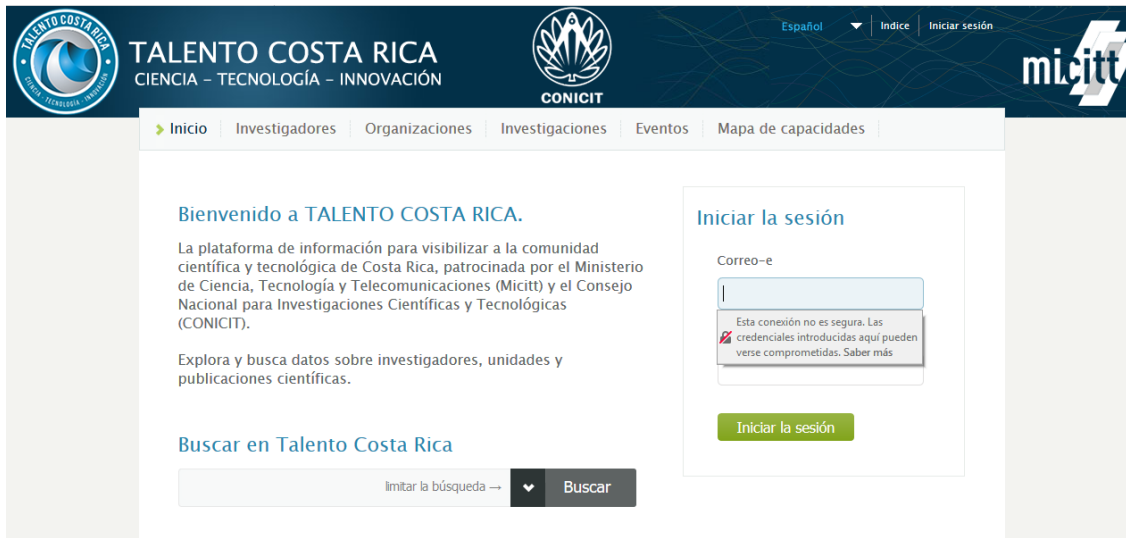 TALENTO COSTA RICA
CIENCIA - TECNOLOGÍA - INNOVACIÓN
TALENTO COSTA RICA
CIENCIA – TECNOLOGÍA – INNOVACIÓN
CONICIT
Español
Indice
Iniciar sesión
micitt
Inicio
Investigadores
Organizaciones
Investigaciones
Eventos
Mapa de capacidades
Bienvenido a TALENTO COSTA RICA.
La plataforma de información para visibilizar a la comunidad
científica y tecnológica de Costa Rica, patrocinada por el Ministerio
de Ciencia, Tecnología y Telecomunicaciones (Micitt) y el Consejo
Nacional para Investigaciones Científicas y Tecnológicas
(CONICIT).
Explora y busca datos sobre investigadores, unidades y
publicaciones científicas.
Buscar en Talento Costa Rica
limitar la búsqueda →
Buscar
Iniciar la sesión
Correo-e
Esta conexión no es segura. Las
credenciales introducidas aquí pueden
verse comprometidas. Saber más
Iniciar la sesión